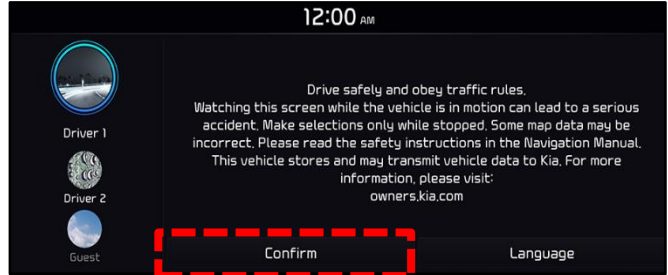 12:00 AM
Driver 1
Driver 2
Guest
Drive safely and obey traffic rules.
Watching this screen while the vehicle is in motion can lead to a serious
accident. Make selections only while stopped. Some map data may be
incorrect. Please read the safety instructions in the Navigation Manual.
This vehicle stores and may transmit vehicle data to Kia. For more
information, please visit:
owners.kia.com
Confirm
Language